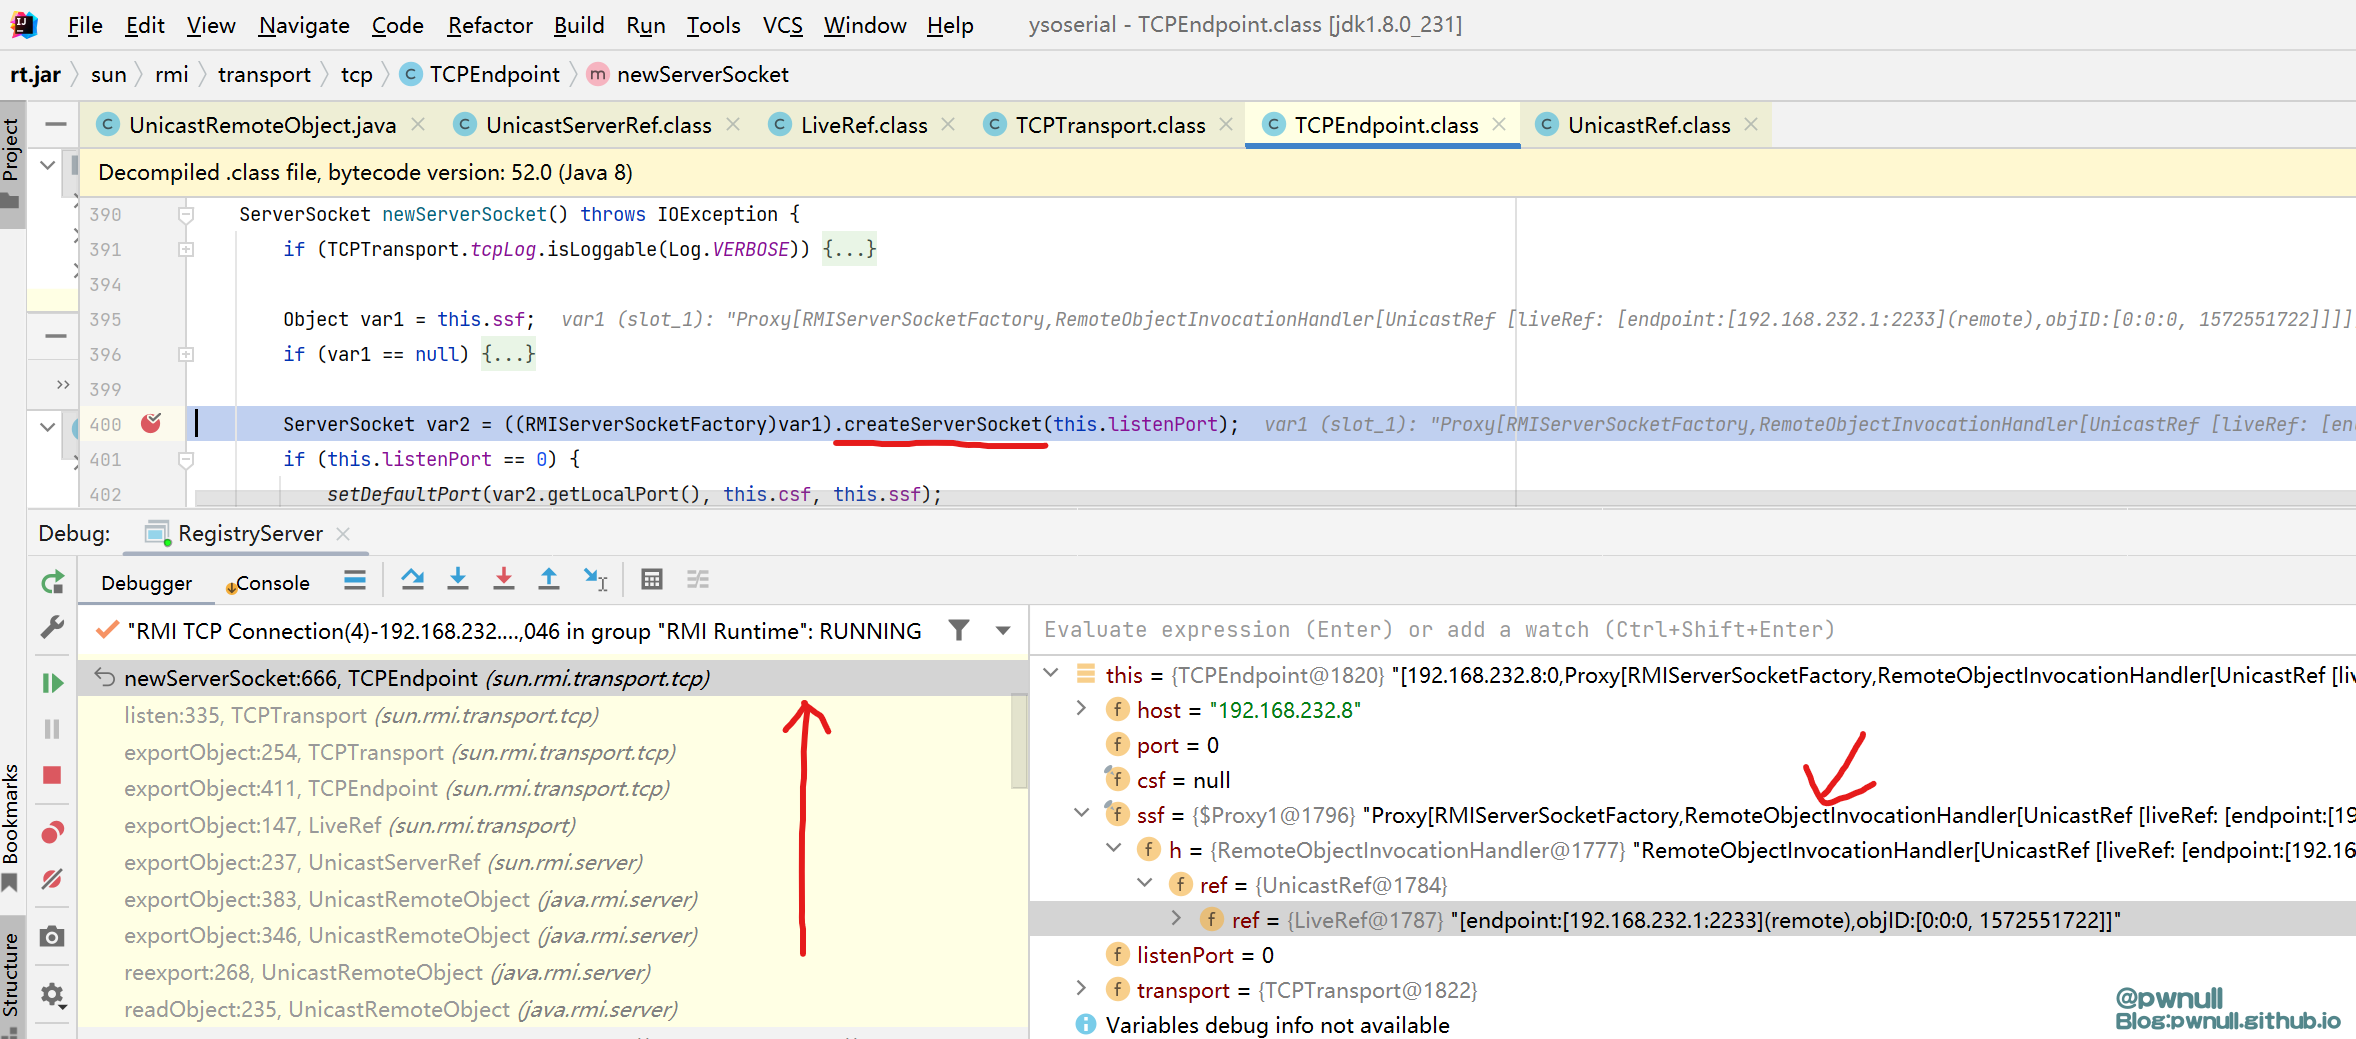 File Edit View Navigate Code Refactor Build Run Tools VCS Window Help ysoserial - TCPEndpoint.class [jdk1.8.0_231]
rt.jar sun rmi transport tcp TCPEndpoint newServerSocket
UnicastRemoteObject.java UnicastServerRef.class LiveRef.class TCPTransport.class TCPEndpoint.class UnicastRef.class
Project
Decompiled .class file, bytecode version: 52.0 (Java 8)
390 ServerSocket newServerSocket() throws IOException {
391 if (TCPTransport.tcpLog.isLoggable(Log.VERBOSE)) {...}
394
395 Object var1 = this.ssf; var1 (slot_1): "Proxy[RMIServerSocketFactory,RemoteObjectInvocationHandler[UnicastRef [liveRef: [endpoint:[192.168.232.1:2233](remote),objID:[0:0:0, 1572551722]]]]
396 if (var1 == null) {...}
399
400 ServerSocket var2 = ((RMIServerSocketFactory)var1).createServerSocket(this.listenPort); var1 (slot_1): "Proxy[RMIServerSocketFactory,RemoteObjectInvocationHandler[UnicastRef [liveRef: [en
401 if (this.listenPort == 0) {
402 setDefaultPort(var2.getLocalPort(), this.csf, this.ssf);
Debug: RegistryServer
Debugger Console
"RMI TCP Connection(4)-192.168.232....,046 in group "RMI Runtime": RUNNING
newServerSocket:666, TCPEndpoint (sun.rmi.transport.tcp)
listen:335, TCPTransport (sun.rmi.transport.tcp)
exportObject:254, TCPTransport (sun.rmi.transport.tcp)
exportObject:411, TCPEndpoint (sun.rmi.transport.tcp)
exportObject:147, LiveRef (sun.rmi.transport)
exportObject:237, UnicastServerRef (sun.rmi.server)
exportObject:383, UnicastRemoteObject (java.rmi.server)
exportObject:346, UnicastRemoteObject (java.rmi.server)
reexport:268, UnicastRemoteObject (java.rmi.server)
readObject:235, UnicastRemoteObject (java.rmi.server)
Bookmarks
Structure
Evaluate expression (Enter) or add a watch (Ctrl+Shift+Enter)
this = {TCPEndpoint@1820} "[192.168.232.8:0,Proxy[RMIServerSocketFactory,RemoteObjectInvocationHandler[UnicastRef [liv
host = "192.168.232.8"
port = 0
csf = null
ssf = {$Proxy1@1796} "Proxy[RMIServerSocketFactory,RemoteObjectInvocationHandler[UnicastRef [liveRef: [endpoint:[19
h = {RemoteObjectInvocationHandler@1777} "RemoteObjectInvocationHandler[UnicastRef [liveRef: [endpoint:[192.16
ref = {UnicastRef@1784}
ref = {LiveRef@1787} "[endpoint:[192.168.232.1:2233](remote),objID:[0:0:0, 1572551722]]"
listenPort = 0
transport = {TCPTransport@1822}
Variables debug info not available
@pwnull
Blog:pwnull.github.io